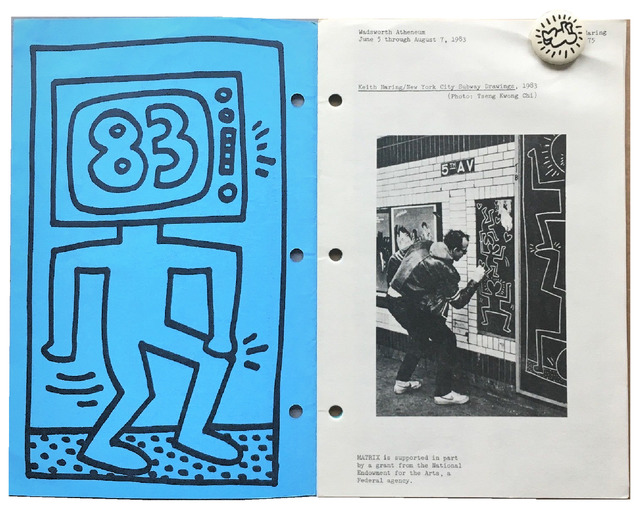 83
Wadsworth Atheneum
June 5 through August 7, 1983
Haring
75
Keith Haring/New York City Subway Drawings, 1983
(Photo: Tseng Kwong Chi)
5TH AV
MATRIX is supported in part
by a grant from the National
Endowment for the Arts, a
Federal agency.